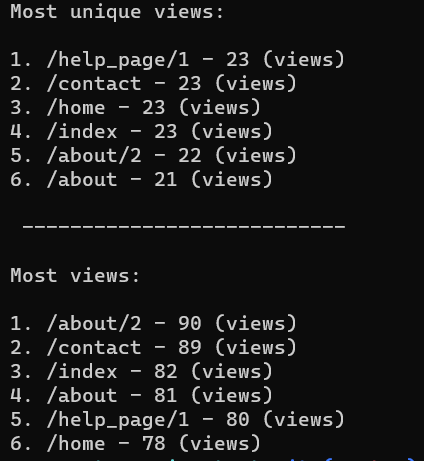 Most unique views:
1. /help_page/1 - 23 (views)
2. /contact - 23 (views)
3. /home - 23 (views)
4. /index - 23 (views)
5. /about/2 - 22 (views)
6. /about - 21 (views)
---------------------------
Most views:
1. /about/2 - 90 (views)
2. /contact - 89 (views)
3. /index - 82 (views)
4. /about - 81 (views)
5. /help_page/1 - 80 (views)
6. /home - 78 (views)